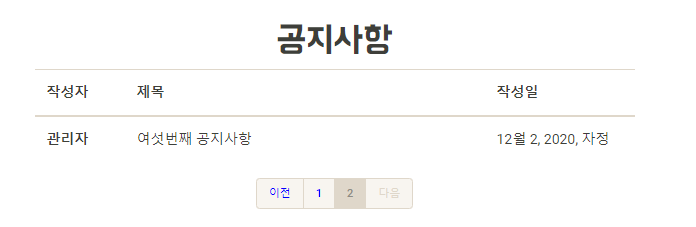 공지사항
작성자 제목 작성일
관리자 여섯번째 공지사항 12월 2, 2020, 자정
이전 1 2 다음